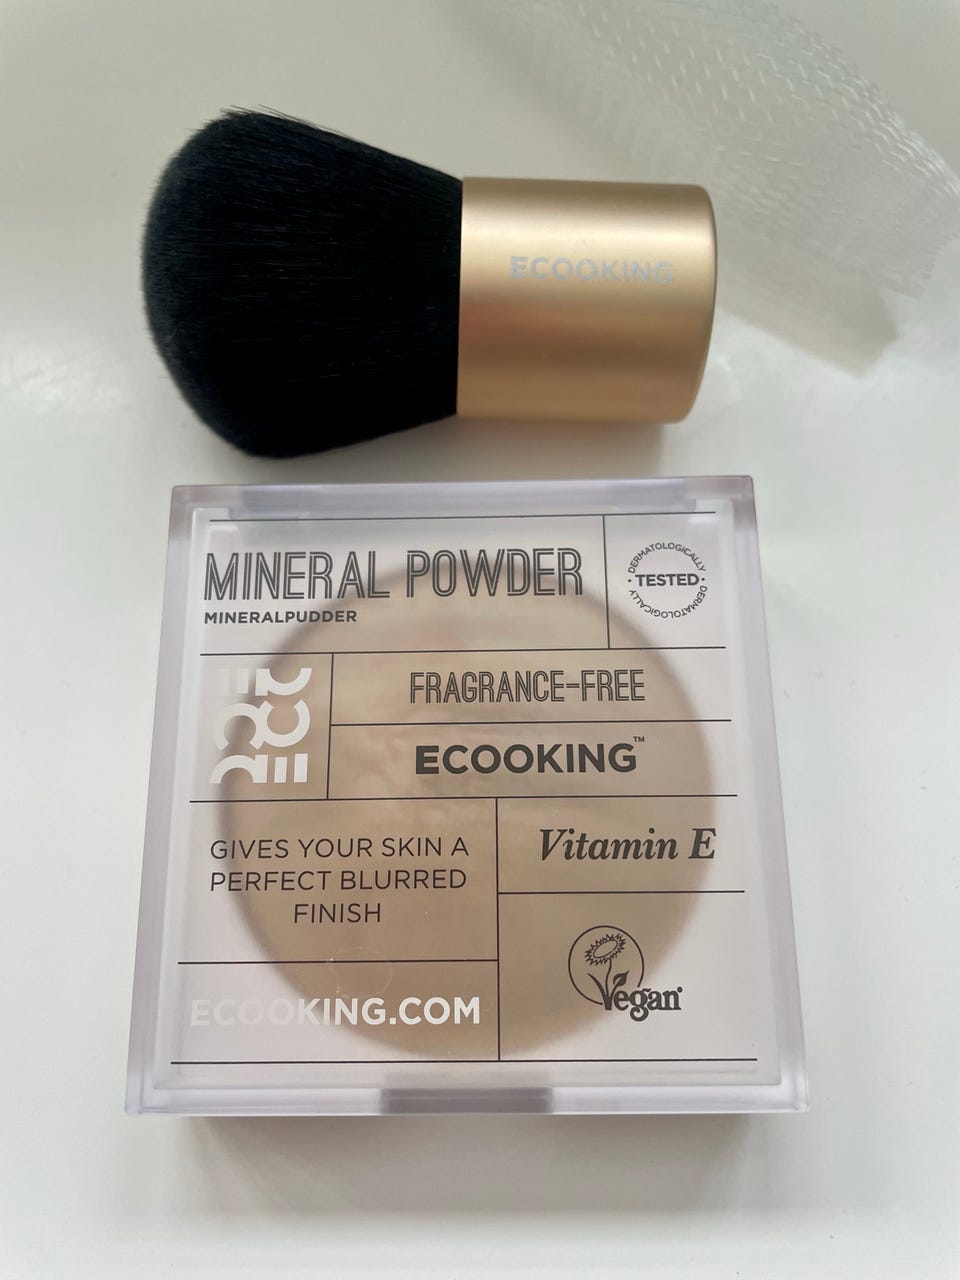 ECOOKING
MINERAL POWDER
MINERALPUDDER
DERMATOLOGICALLY
TESTED
DERMATOLOGICALLY
FRAGRANCE-FREE
ECOOKING™
GIVES YOUR SKIN A
PERFECT BLURRED
FINISH
Vitamin E
Vegan
ECOOKING.COM